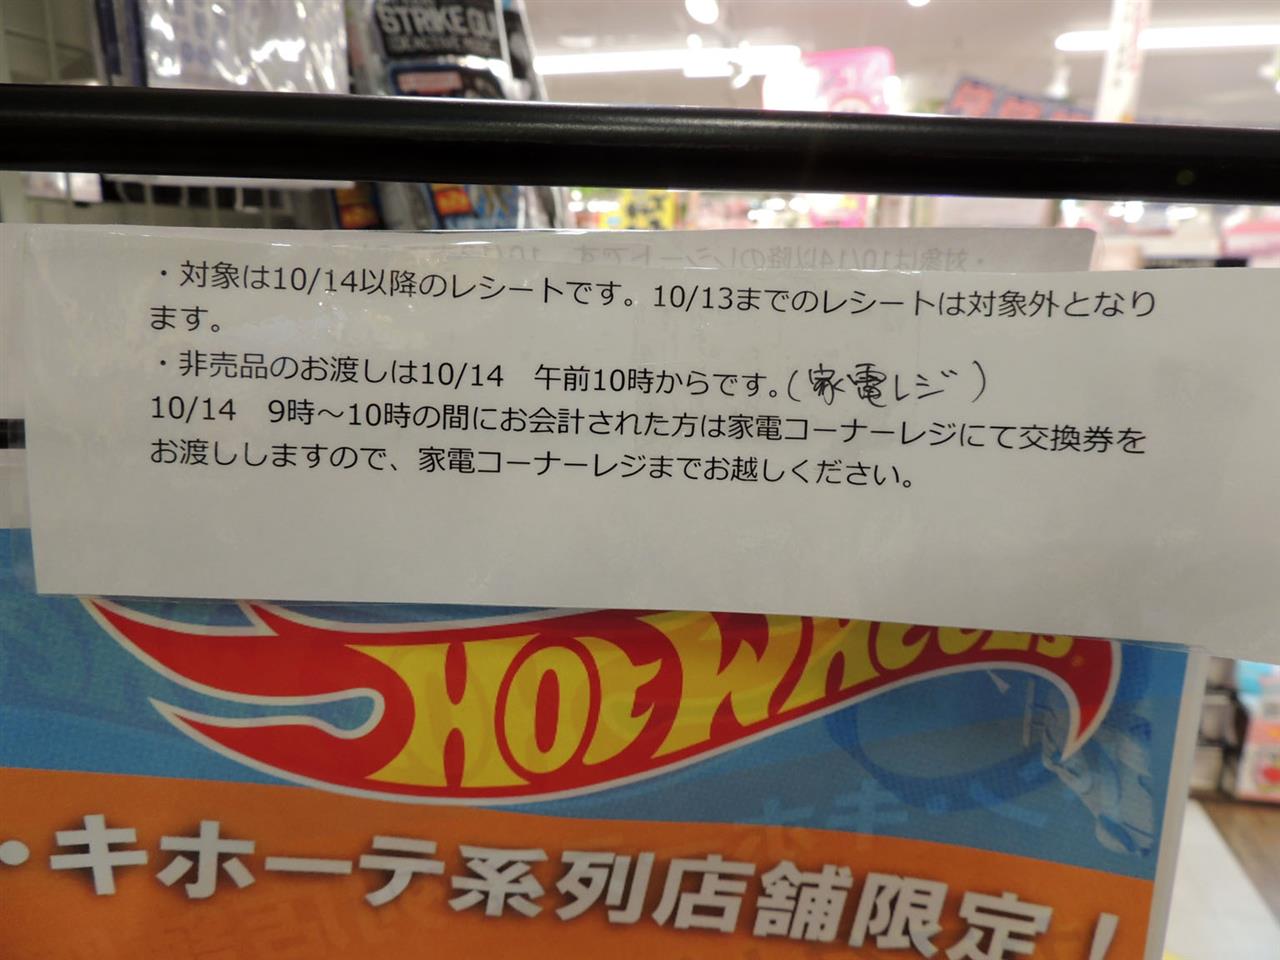 STRIKE GU
・対象は10/14以降のレシートです。10/13までのレシートは対象外となり
ます。
・非売品のお渡しは10/14　午前10時からです。(家電レジ)
10/14　9時～10時の間にお会計された方は家電コーナーレジにて交換券を
お渡ししますので、家電コーナーレジまでお越しください。
HOT WHEELS
・キホーテ系列店舗限定！